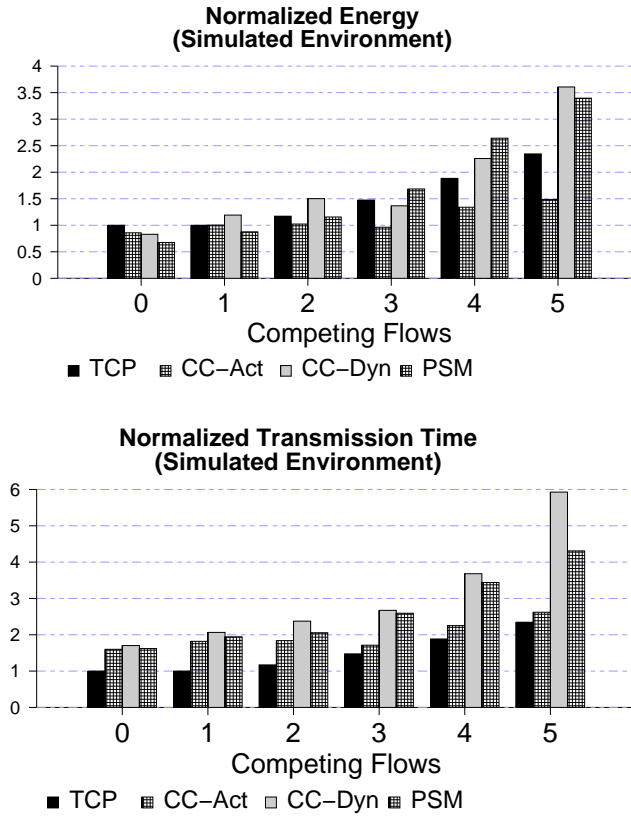 Normalized Energy
(Simulated Environment)
4
3.5
3
2.5
2
1.5
1
0.5
0
0 1 2 3 4 5
Competing Flows
TCP CC−Act CC−Dyn PSM
Normalized Transmission Time
(Simulated Environment)
6
5
4
3
2
1
0
0 1 2 3 4 5
Competing Flows
TCP CC−Act CC−Dyn PSM